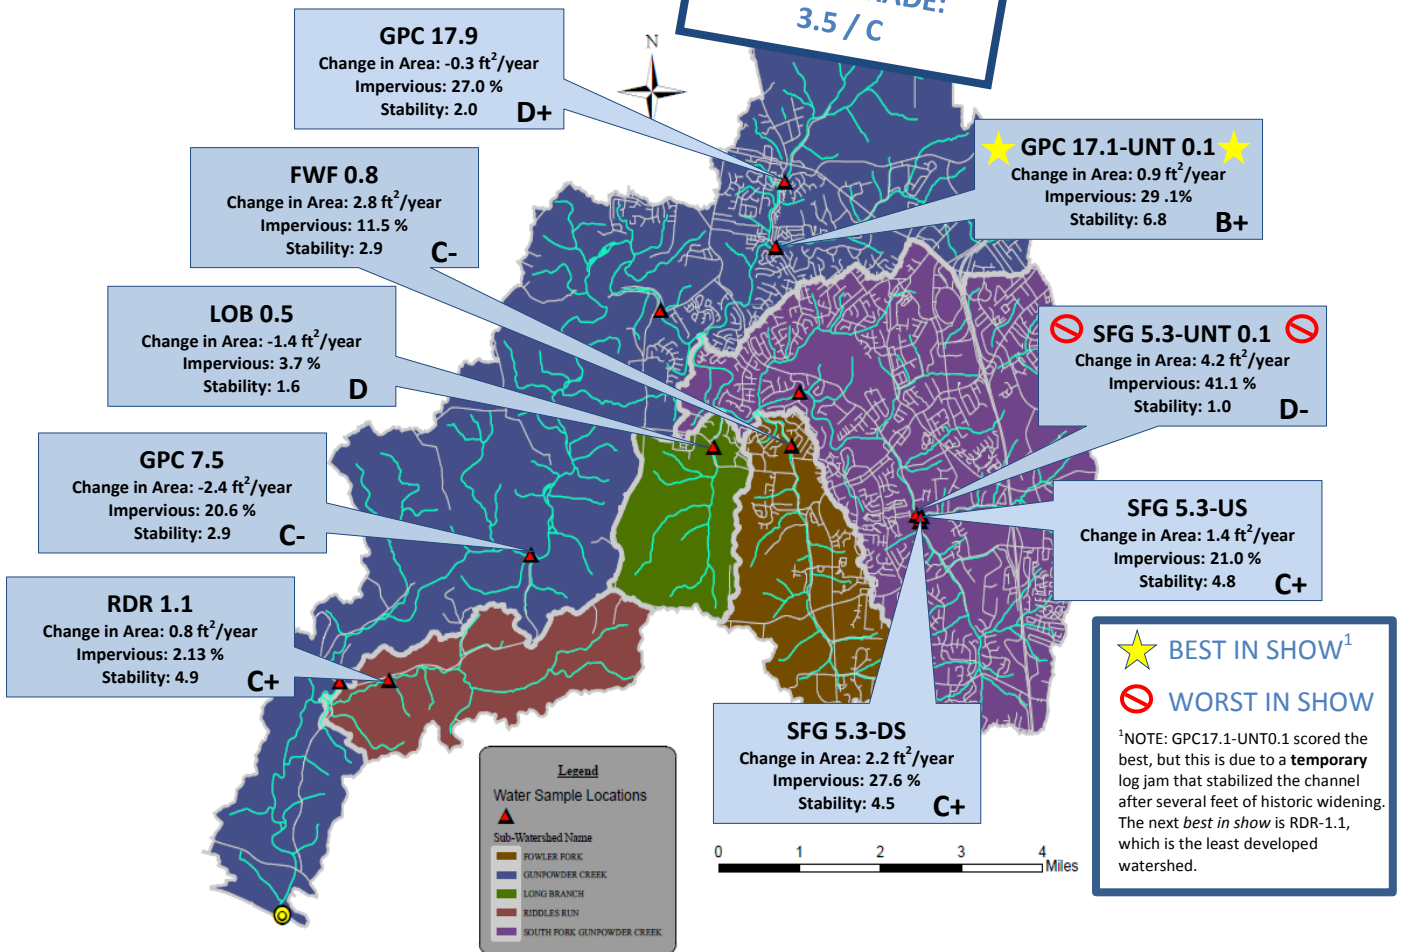 3.5 / C
N
GPC 17.9
Change in Area: -0.3 ft²/year
Impervious: 27.0 %
Stability: 2.0
D+
GPC 17.1-UNT 0.1
Change in Area: 0.9 ft²/year
Impervious: 29 .1%
Stability: 6.8
B+
FWF 0.8
Change in Area: 2.8 ft²/year
Impervious: 11.5 %
Stability: 2.9
C-
LOB 0.5
Change in Area: -1.4 ft²/year
Impervious: 3.7 %
Stability: 1.6
D
SFG 5.3-UNT 0.1
Change in Area: 4.2 ft²/year
Impervious: 41.1 %
Stability: 1.0
D-
GPC 7.5
Change in Area: -2.4 ft²/year
Impervious: 20.6 %
Stability: 2.9
C-
SFG 5.3-US
Change in Area: 1.4 ft²/year
Impervious: 21.0 %
Stability: 4.8
C+
RDR 1.1
Change in Area: 0.8 ft²/year
Impervious: 2.13 %
Stability: 4.9
C+
SFG 5.3-DS
Change in Area: 2.2 ft²/year
Impervious: 27.6 %
Stability: 4.5
C+
BEST IN SHOW¹
WORST IN SHOW
¹NOTE: GPC17.1-UNT0.1 scored the
best, but this is due to a temporary
log jam that stabilized the channel
after several feet of historic widening.
The next best in show is RDR-1.1,
which is the least developed
watershed.
Legend
Water Sample Locations
Sub-Watershed Name
FOWLER FORK
GUNPOWDER CREEK
LONG BRANCH
RIDDLES RUN
SOUTH FORK GUNPOWDER CREEK
0 1 2 3 4
Miles